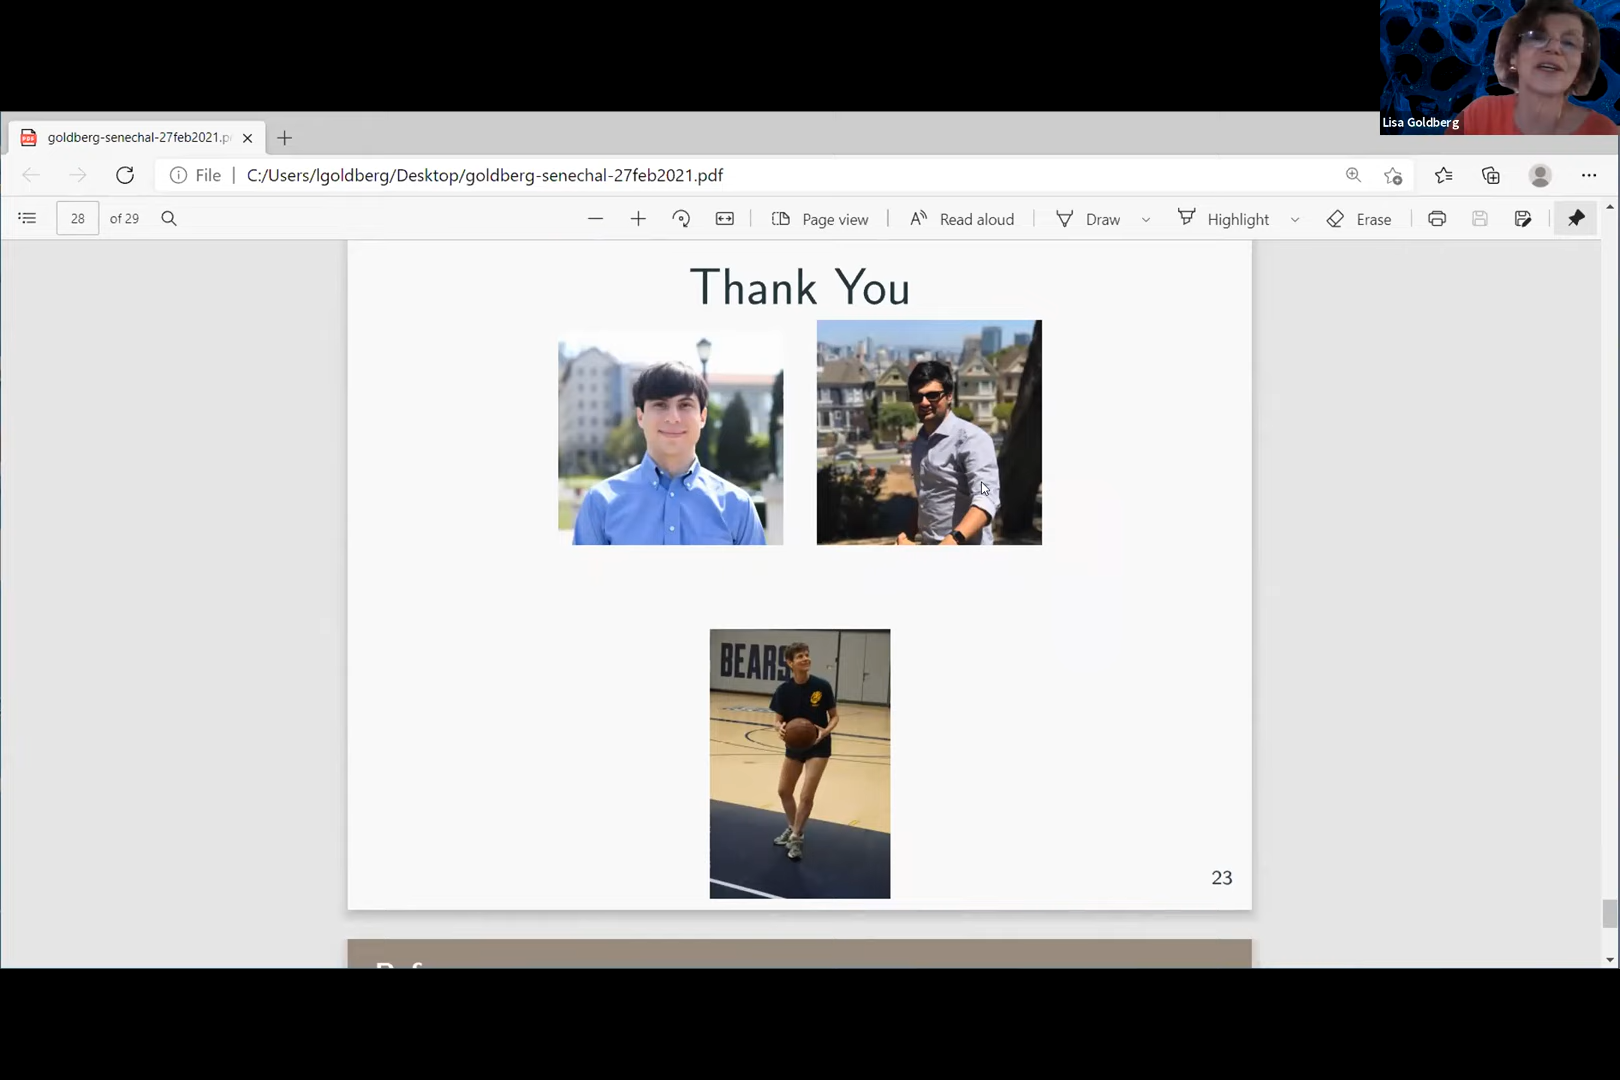 Lisa Goldberg
goldberg-senechal-27feb2021.p
File
C:/Users/lgoldberg/Desktop/goldberg-senechal-27feb2021.pdf
28 of 29
Page view
Read aloud
Draw
Highlight
Erase
Thank You
BEARS
23